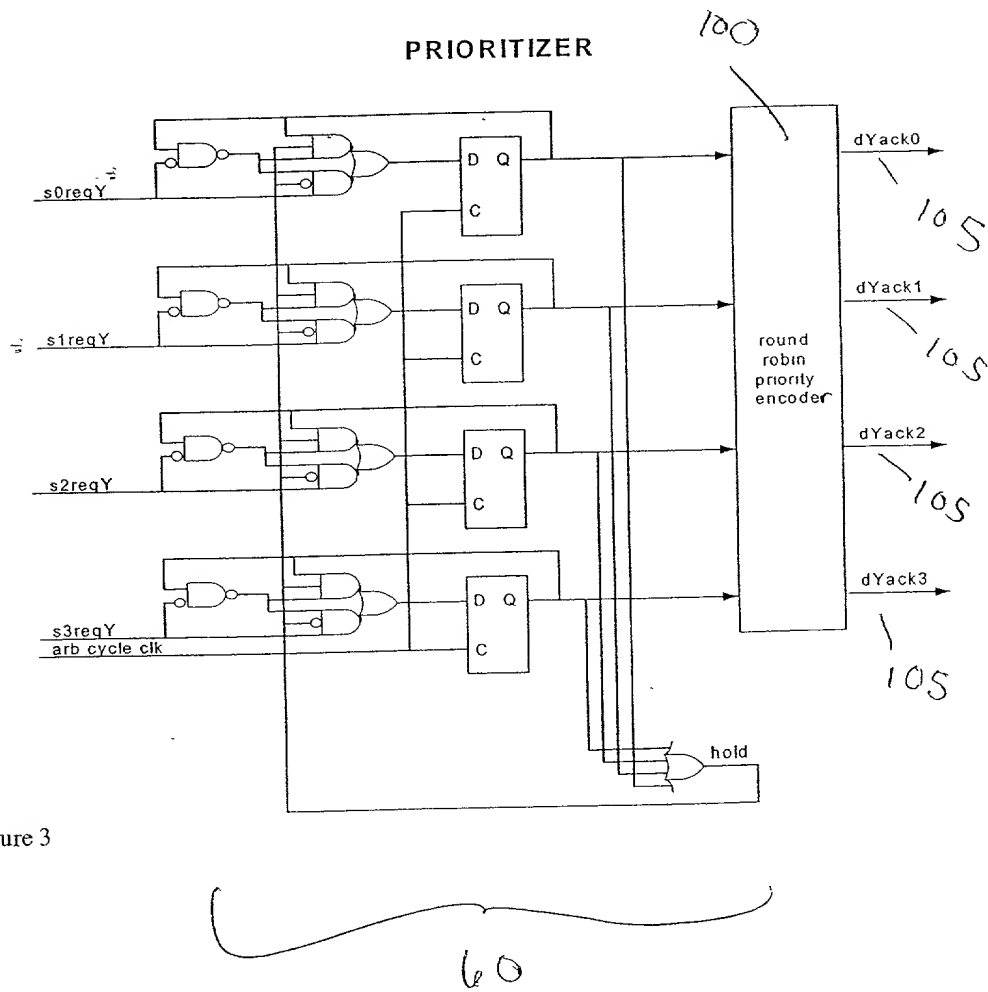 PRIORITIZER
100
s0reqY
D Q
C
dYack0
105
s1reqY
D Q
C
dYack1
105
round
robin
priority
encoder
s2reqY
D Q
C
dYack2
105
s3reqY
arb cycle clk
D Q
C
dYack3
105
hold
ure 3
60